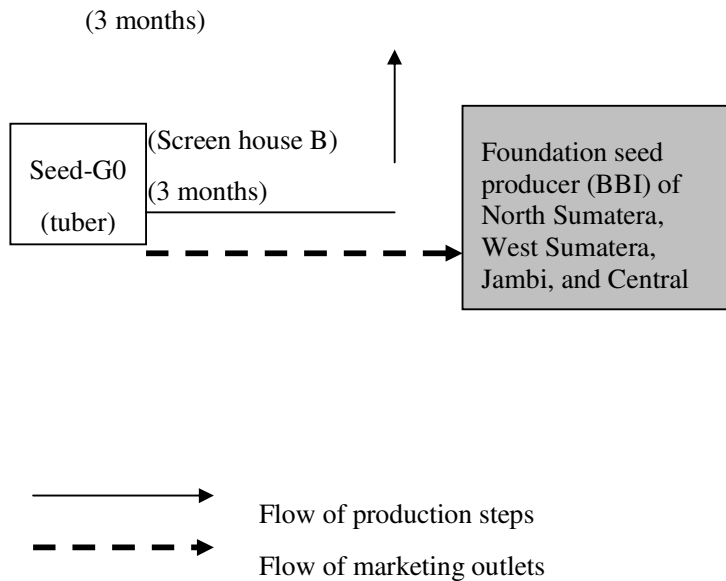 (3 months)
Seed-G0
(tuber)
(Screen house B)
(3 months)
Foundation seed
producer (BBI) of
North Sumatera,
West Sumatera,
Jambi, and Central
Flow of production steps
Flow of marketing outlets